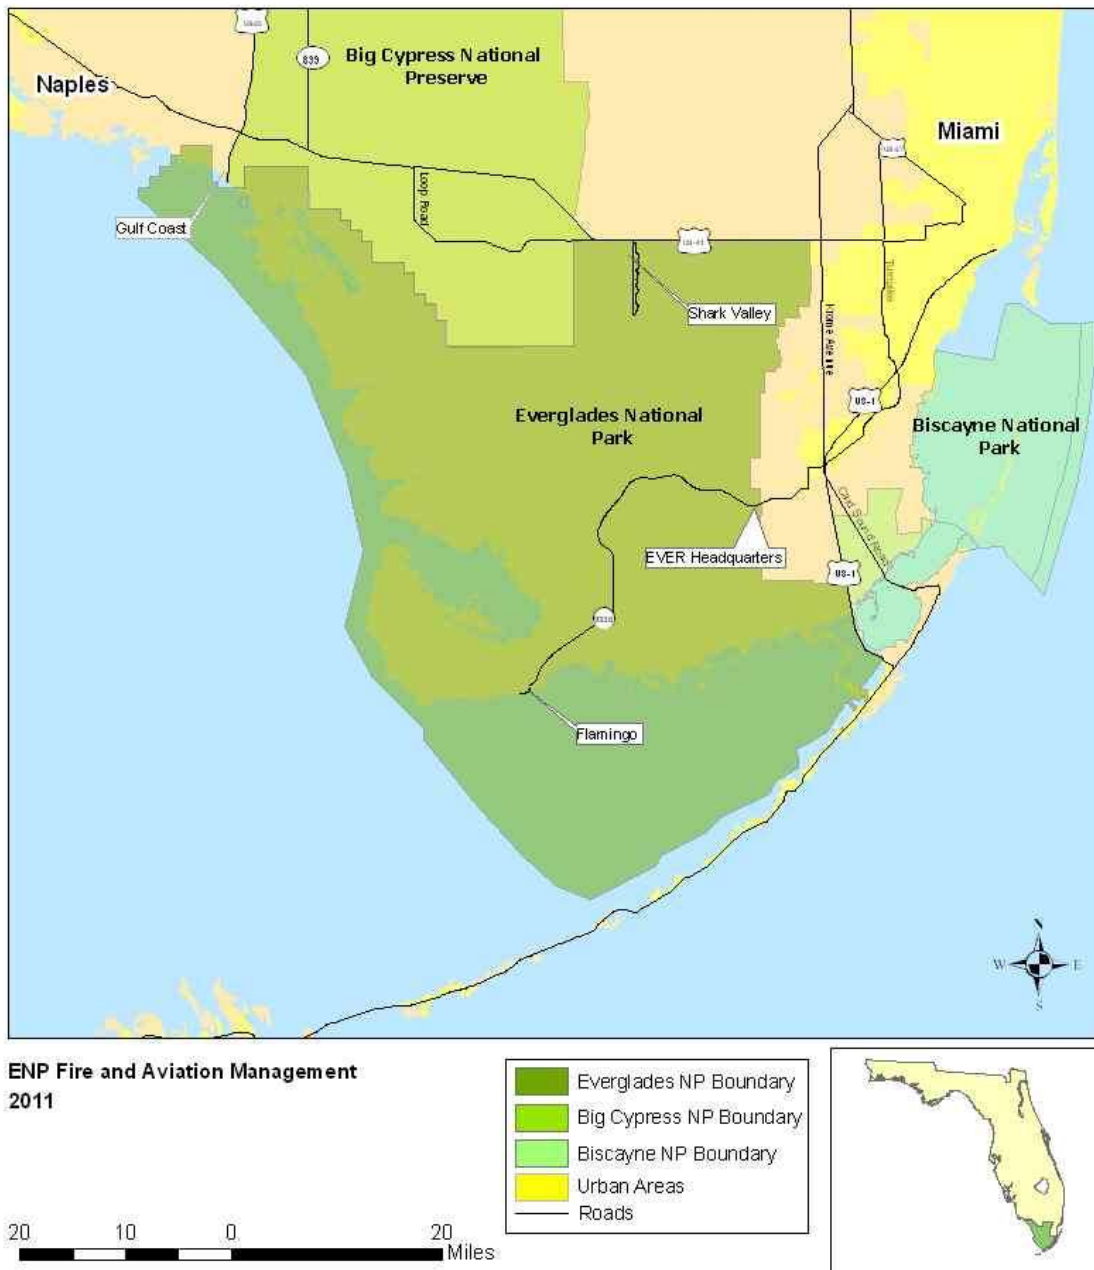 Big Cypress National
Preserve
Naples
Miami
Loop Road
Gulf Coast
Shark Valley
Turnpike
Krome Avenue
US-1
Everglades National
Park
Biscayne National
Park
Card Sound Road
EVER Headquarters
US-1
Flamingo
N
W E
S
ENP Fire and Aviation Management
2011
Everglades NP Boundary
Big Cypress NP Boundary
Biscayne NP Boundary
Urban Areas
Roads
20 10 0 20
Miles